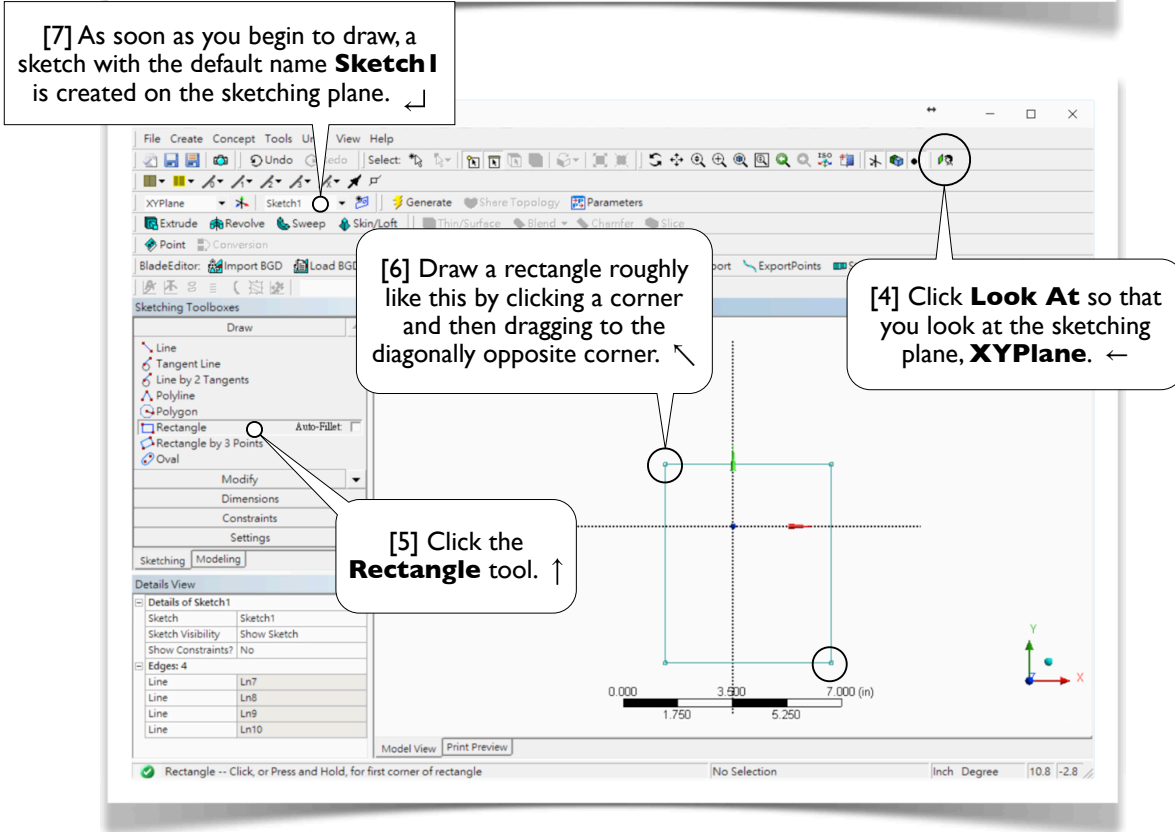 [7] As soon as you begin to draw, a
sketch with the default name Sketch1
is created on the sketching plane. ↵
File Create Concept Tools View Help
Undo Select:
XYPlane Sketch1 Generate Share Topology Parameters
Extrude Revolve Sweep Skin/Loft Thin/Surface Blend Chamfer Slice
Point Conversion
BladeEditor: Import BGD Load BGD ExportPoints
[6] Draw a rectangle roughly
like this by clicking a corner
and then dragging to the
diagonally opposite corner. ↖
[4] Click Look At so that
you look at the sketching
plane, XYPlane. ←
Sketching Toolboxes
Draw
Line
Tangent Line
Line by 2 Tangents
Polyline
Polygon
Rectangle Auto-Fillet:
Rectangle by 3 Points
Oval
Modify
Dimensions
Constraints
Settings
Sketching Modeling
[5] Click the
Rectangle tool. ↑
Details View
Details of Sketch1
Sketch Sketch1
Sketch Visibility Show Sketch
Show Constraints? No
Edges: 4
Line Ln7
Line Ln8
Line Ln9
Line Ln10
Y
X
Z
0.000 3.500 7.000 (in)
1.750 5.250
Model View Print Preview
Rectangle -- Click, or Press and Hold, for first corner of rectangle No Selection Inch Degree 10.8 -2.8